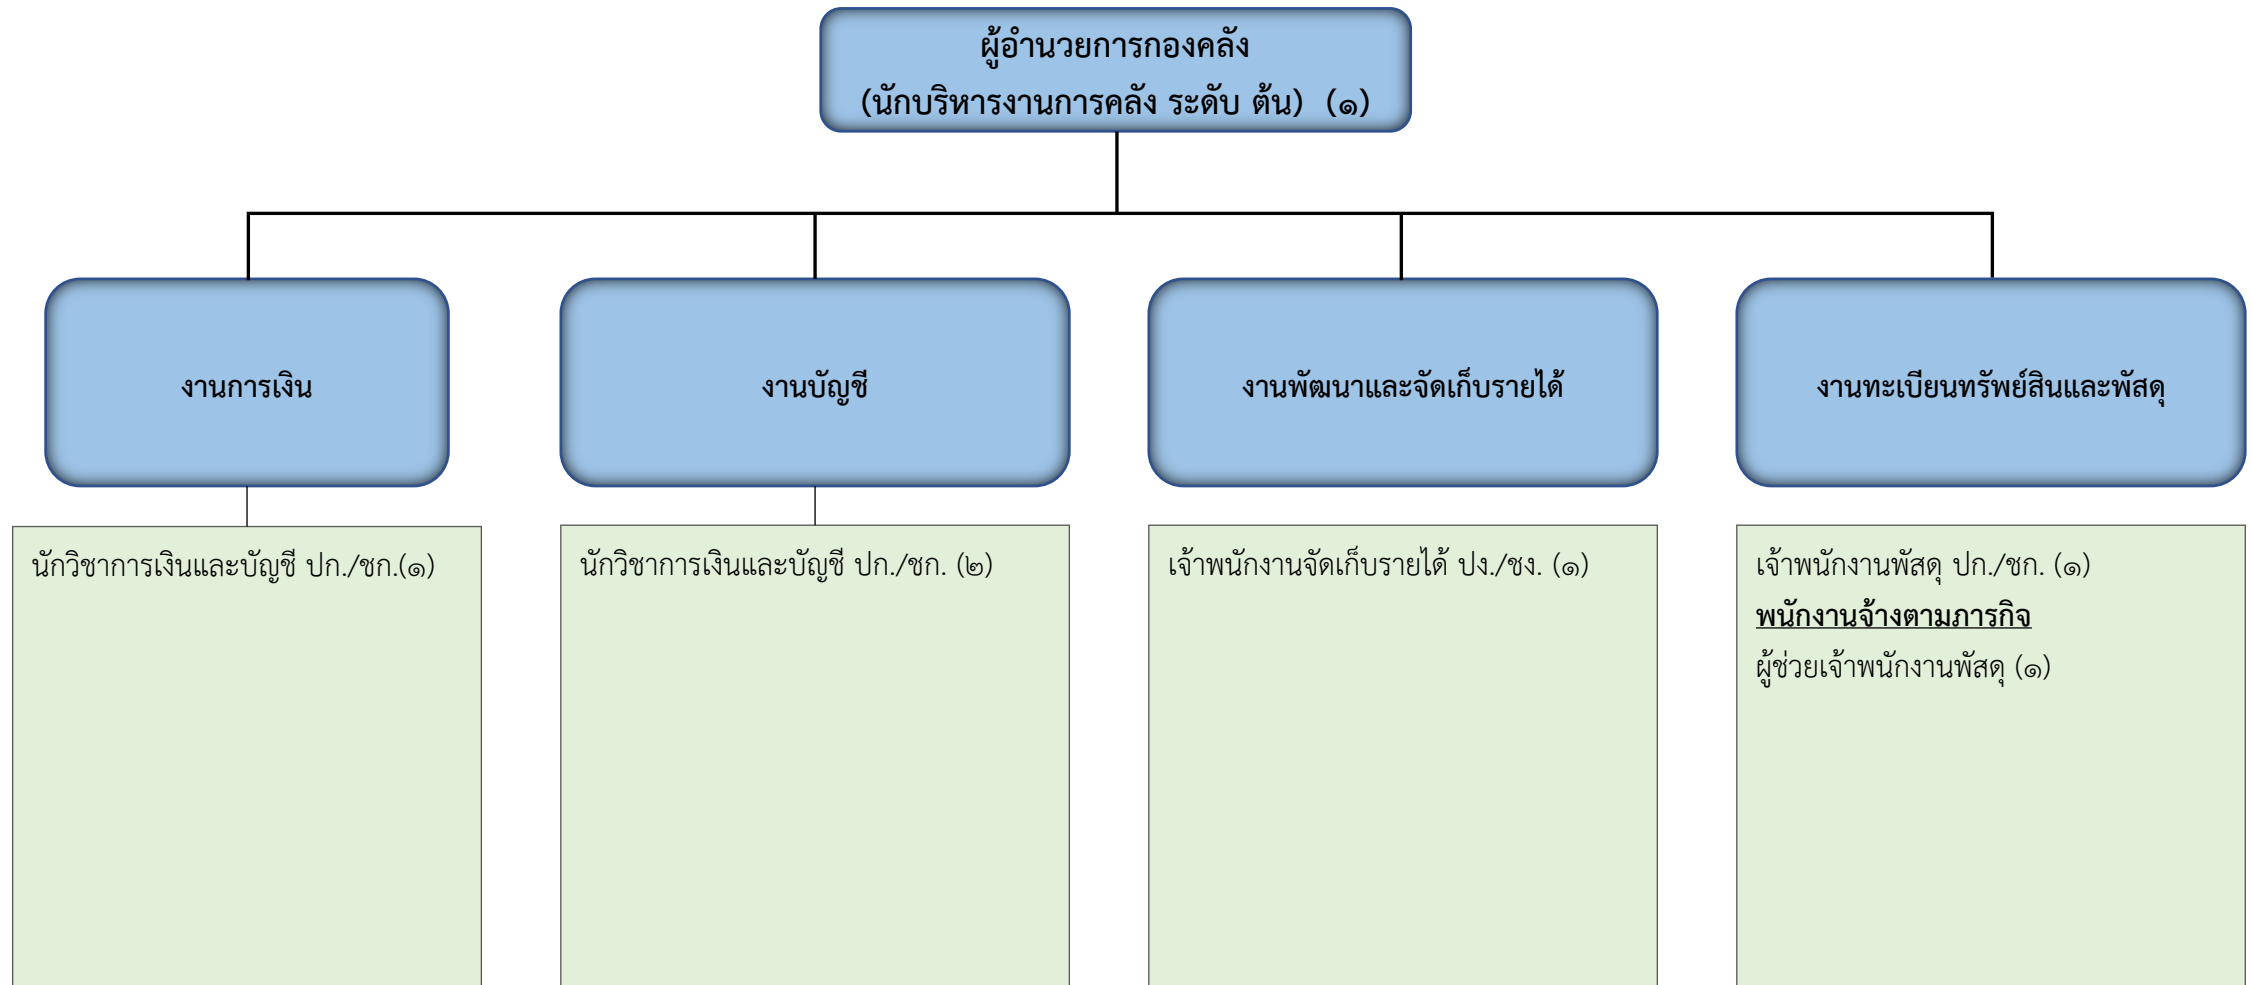 ผู้อำนวยการกองคลัง
(นักบริหารงานการคลัง ระดับ ต้น) (๑)
งานการเงิน
งานบัญชี
งานพัฒนาและจัดเก็บรายได้
งานทะเบียนทรัพย์สินและพัสดุ
นักวิชาการเงินและบัญชี ปก./ชก.(๑)
นักวิชาการเงินและบัญชี ปก./ชก. (๒)
เจ้าพนักงานจัดเก็บรายได้ ปง./ชง. (๑)
เจ้าพนักงานพัสดุ ปก./ชก. (๑)
พนักงานจ้างตามภารกิจ
ผู้ช่วยเจ้าพนักงานพัสดุ (๑)